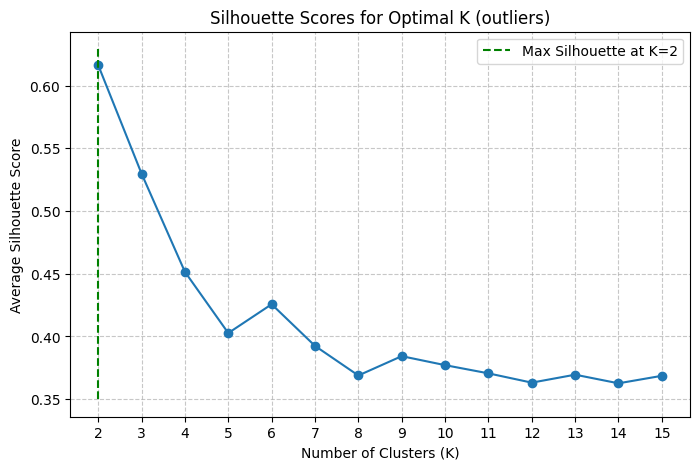 Silhouette Scores for Optimal K (outliers)
Max Silhouette at K=2
Average Silhouette Score
0.60
0.55
0.50
0.45
0.40
0.35
2 3 4 5 6 7 8 9 10 11 12 13 14 15
Number of Clusters (K)